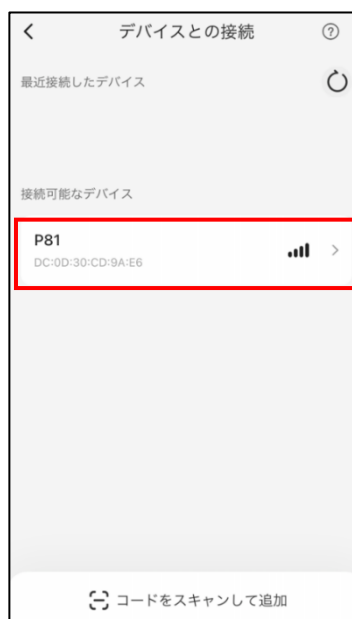 デバイスとの接続
最近接続したデバイス
接続可能なデバイス
P81
DC:0D:30:CD:9A:E6
コードをスキャンして追加